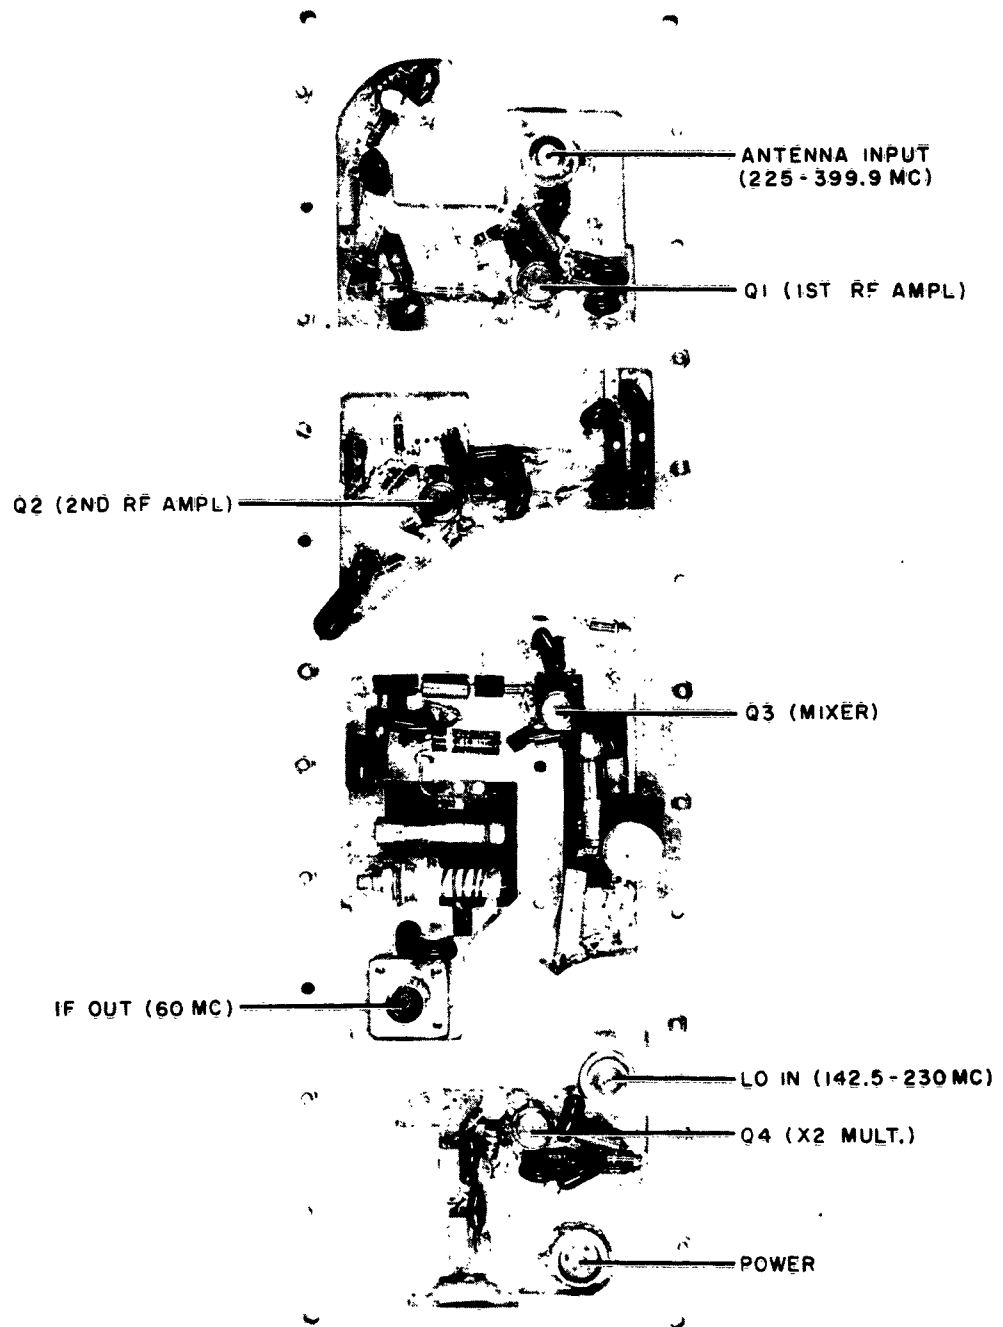 ANTENNA INPUT
(225-399.9 MC)
Q1 (1ST RF AMPL)
Q2 (2ND RF AMPL)
Q3 (MIXER)
IF OUT (60 MC)
LO IN (142.5-230 MC)
Q4 (X2 MULT.)
POWER